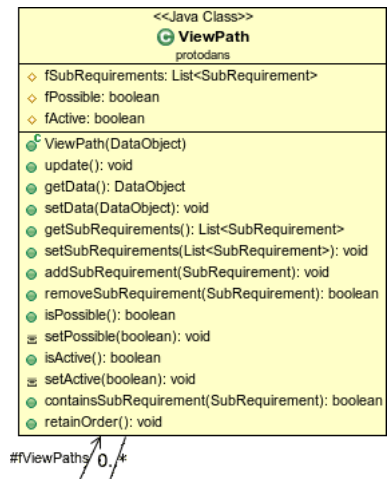 <<Java Class>>
ViewPath
protodans
fSubRequirements: List<SubRequirement>
fPossible: boolean
fActive: boolean
ViewPath(DataObject)
update(): void
getData(): DataObject
setData(DataObject): void
getSubRequirements(): List<SubRequirement>
setSubRequirements(List<SubRequirement>): void
addSubRequirement(SubRequirement): void
removeSubRequirement(SubRequirement): boolean
isPossible(): boolean
setPossible(boolean): void
isActive(): boolean
setActive(boolean): void
containsSubRequirement(SubRequirement): boolean
retainOrder(): void
#fViewPaths 0..*